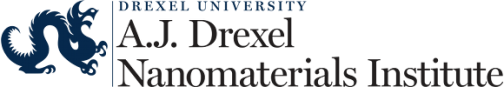 DREXEL UNIVERSITY
A.J. Drexel
Nanomaterials Institute